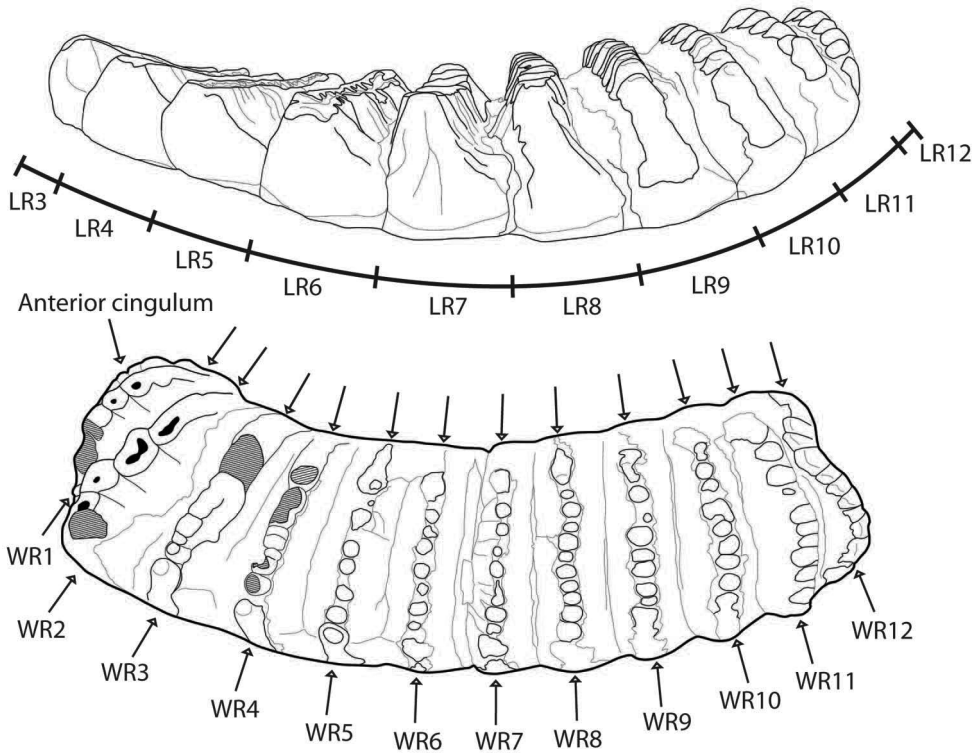 LR3
LR4
LR5
LR6
LR7
LR8
LR9
LR10
LR11
LR12
Anterior cingulum
WR1
WR2
WR3
WR4
WR5
WR6
WR7
WR8
WR9
WR10
WR11
WR12